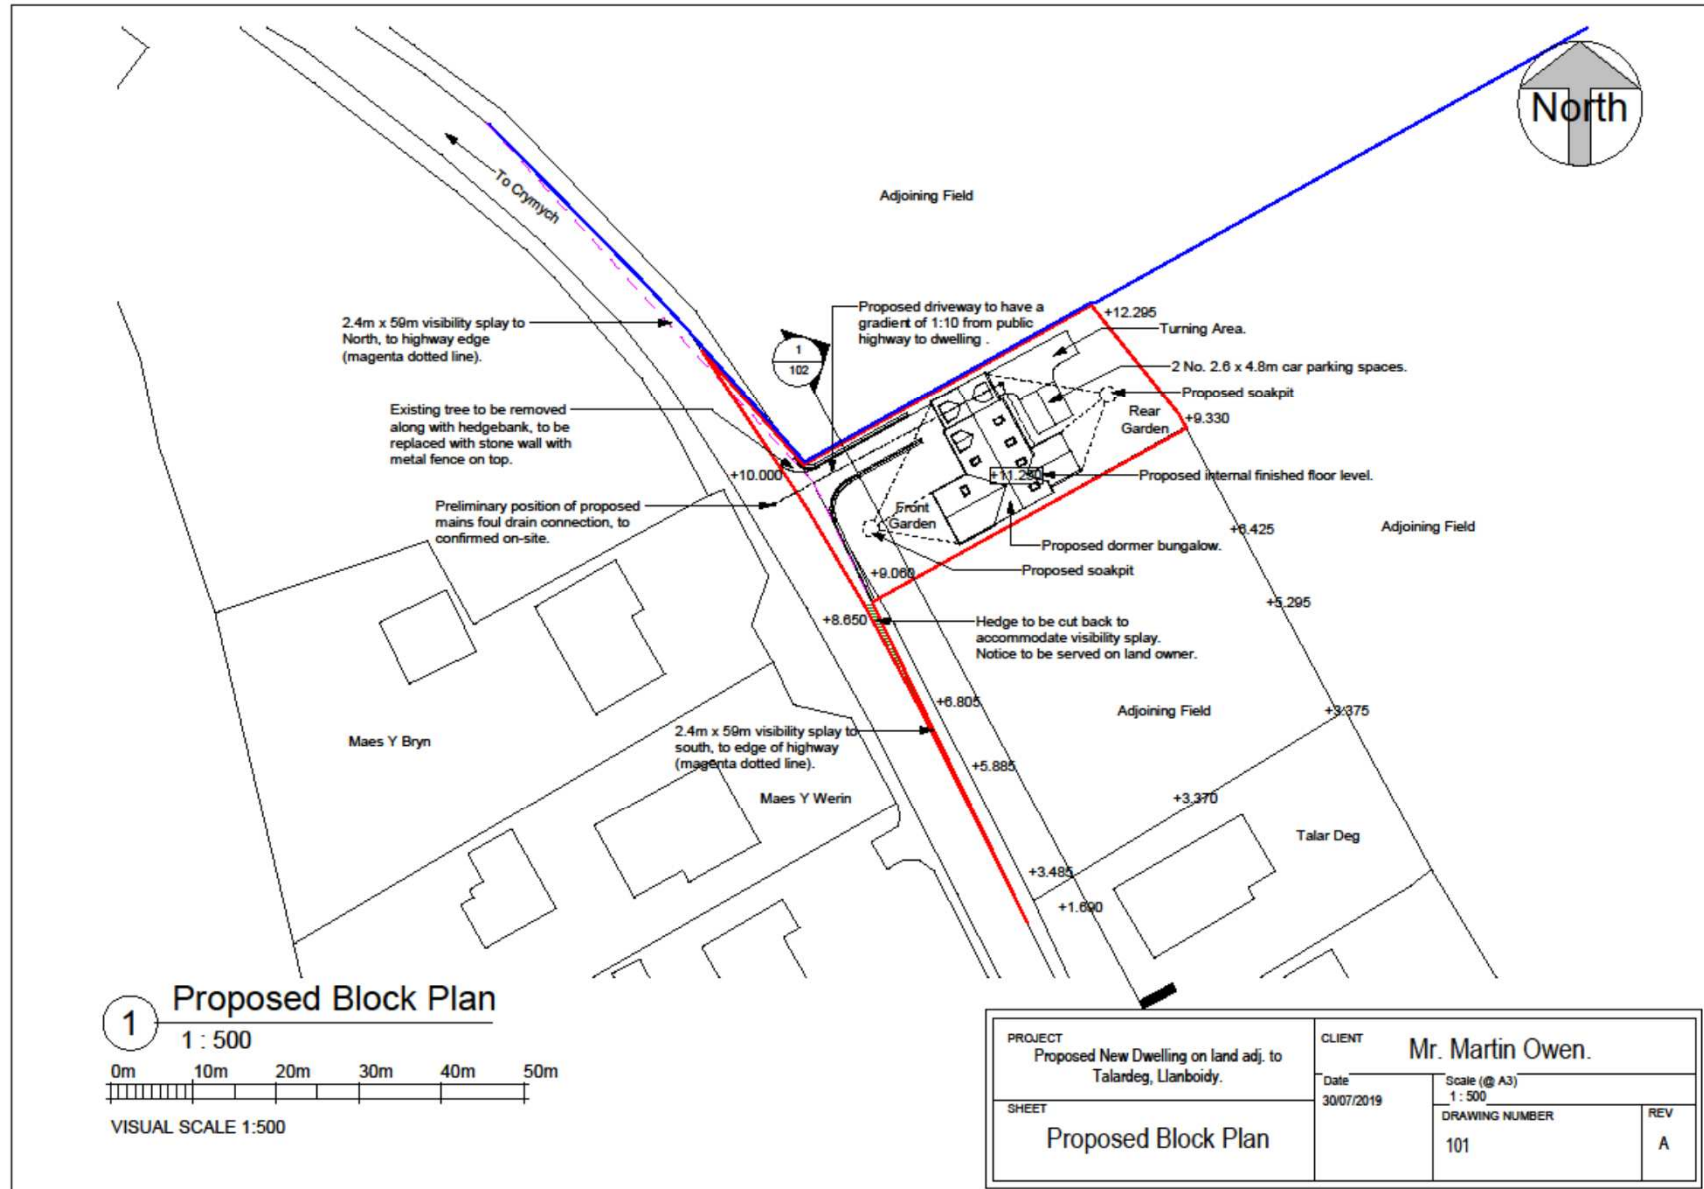 North
To Crymych
Adjoining Field
2.4m x 59m visibility splay to
North, to highway edge
(magenta dotted line).
1
102
Proposed driveway to have a
gradient of 1:10 from public
highway to dwelling .
+12.295
Turning Area.
2 No. 2.6 x 4.8m car parking spaces.
Proposed soakpit
Rear
Garden
+9.330
Existing tree to be removed
along with hedgebank, to be
replaced with stone wall with
metal fence on top.
+10.000
+11.250
Proposed internal finished floor level.
Preliminary position of proposed
mains foul drain connection, to
confirmed on-site.
Front
Garden
+6.425
Adjoining Field
Proposed dormer bungalow.
Proposed soakpit
+9.060
+5.295
+8.650
Hedge to be cut back to
accommodate visibility splay.
Notice to be served on land owner.
+6.805
Adjoining Field
+3.375
2.4m x 59m visibility splay to
south, to edge of highway
(magenta dotted line).
Maes Y Bryn
+5.885
Maes Y Werin
+3.370
Talar Deg
+3.485
+1.690
1
Proposed Block Plan
1 : 500
0m 10m 20m 30m 40m 50m
VISUAL SCALE 1:500
PROJECT
Proposed New Dwelling on land adj. to
Talardeg, Llanboidy.
CLIENT
Mr. Martin Owen.
Date
30/07/2019
Scale (@ A3)
1 : 500
SHEET
Proposed Block Plan
DRAWING NUMBER
101
REV
A